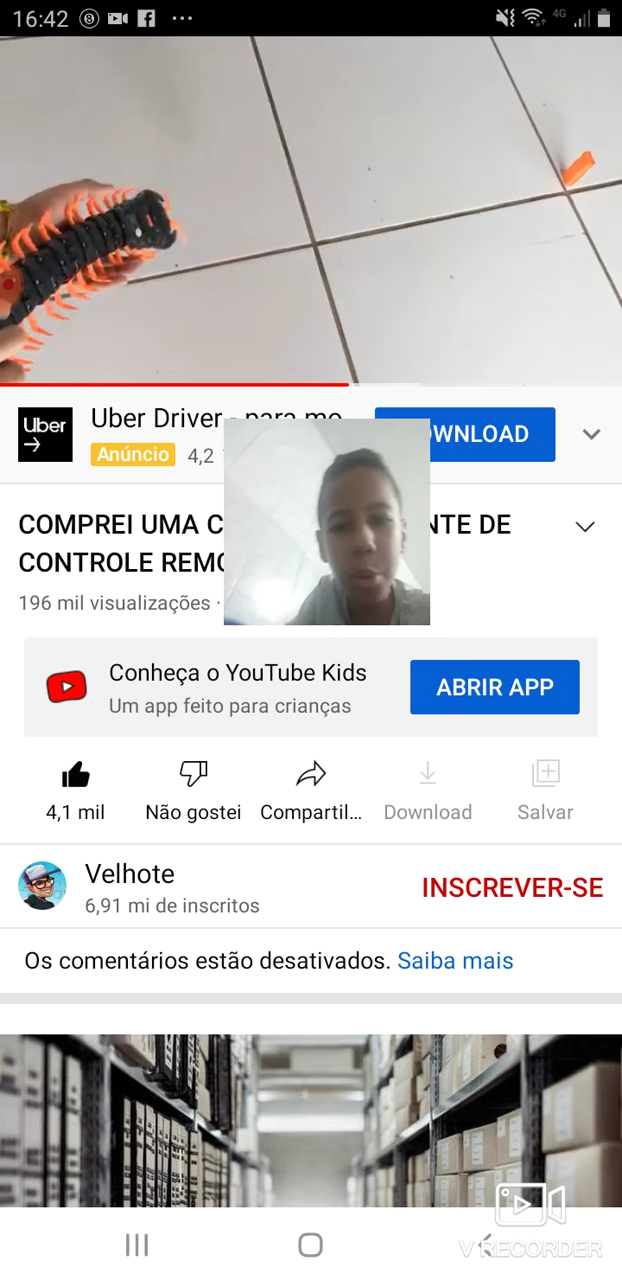 16:42
4G
Uber Driver - para mo
Uber
Anúncio 4,2
WNLOAD
COMPREI UMA C NTE DE
CONTROLE REMO
196 mil visualizações ·
Conheça o YouTube Kids
Um app feito para crianças
ABRIR APP
4,1 mil Não gostei Compartil... Download Salvar
Velhote
6,91 mi de inscritos
INSCREVER-SE
Os comentários estão desativados. Saiba mais
V RECORDER